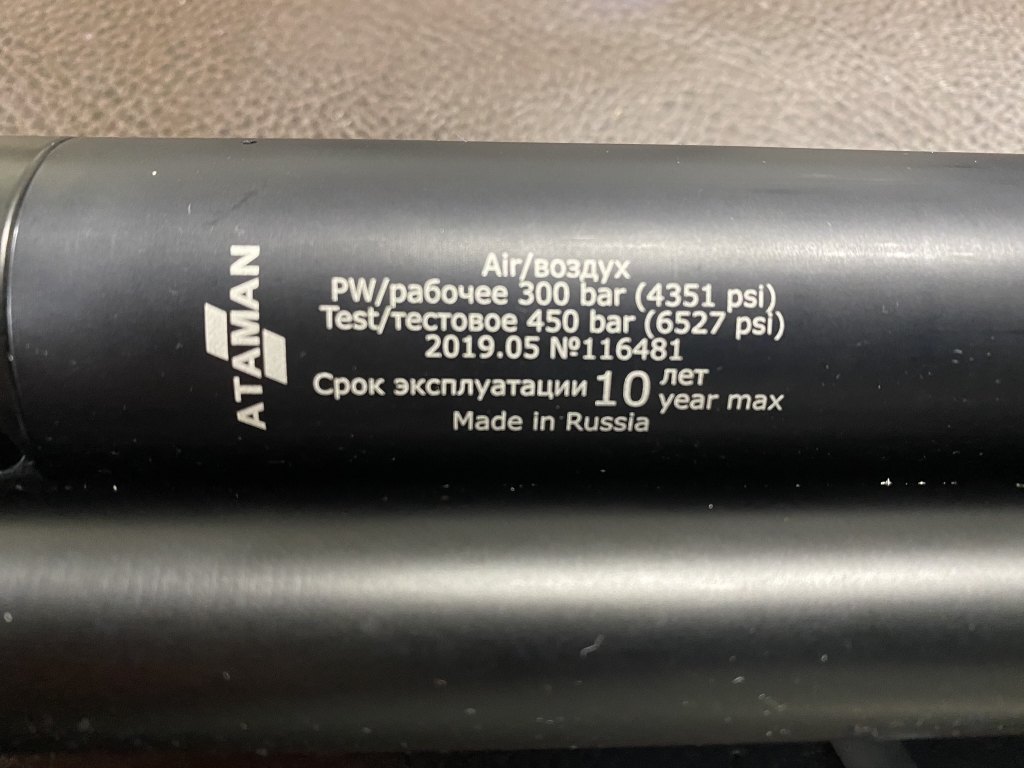 ATAMAN
Air/воздух
PW/рабочее 300 bar (4351 psi)
Test/тестовое 450 bar (6527 psi)
2019.05 №116481
Срок эксплуатации 10 лет
year max
Made in Russia